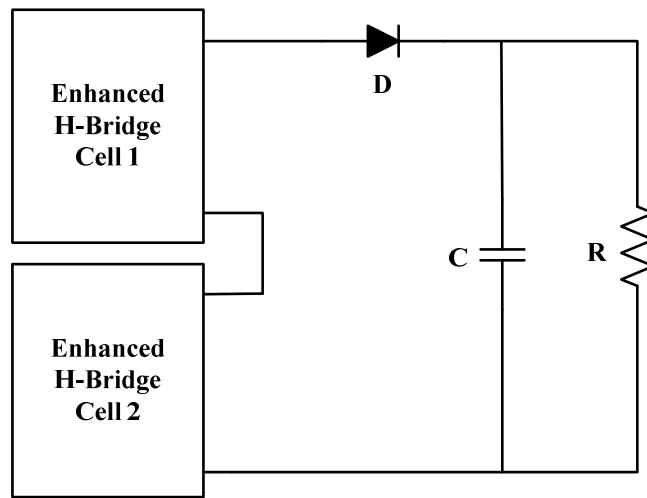 Enhanced
H-Bridge
Cell 1
D
C
R
Enhanced
H-Bridge
Cell 2